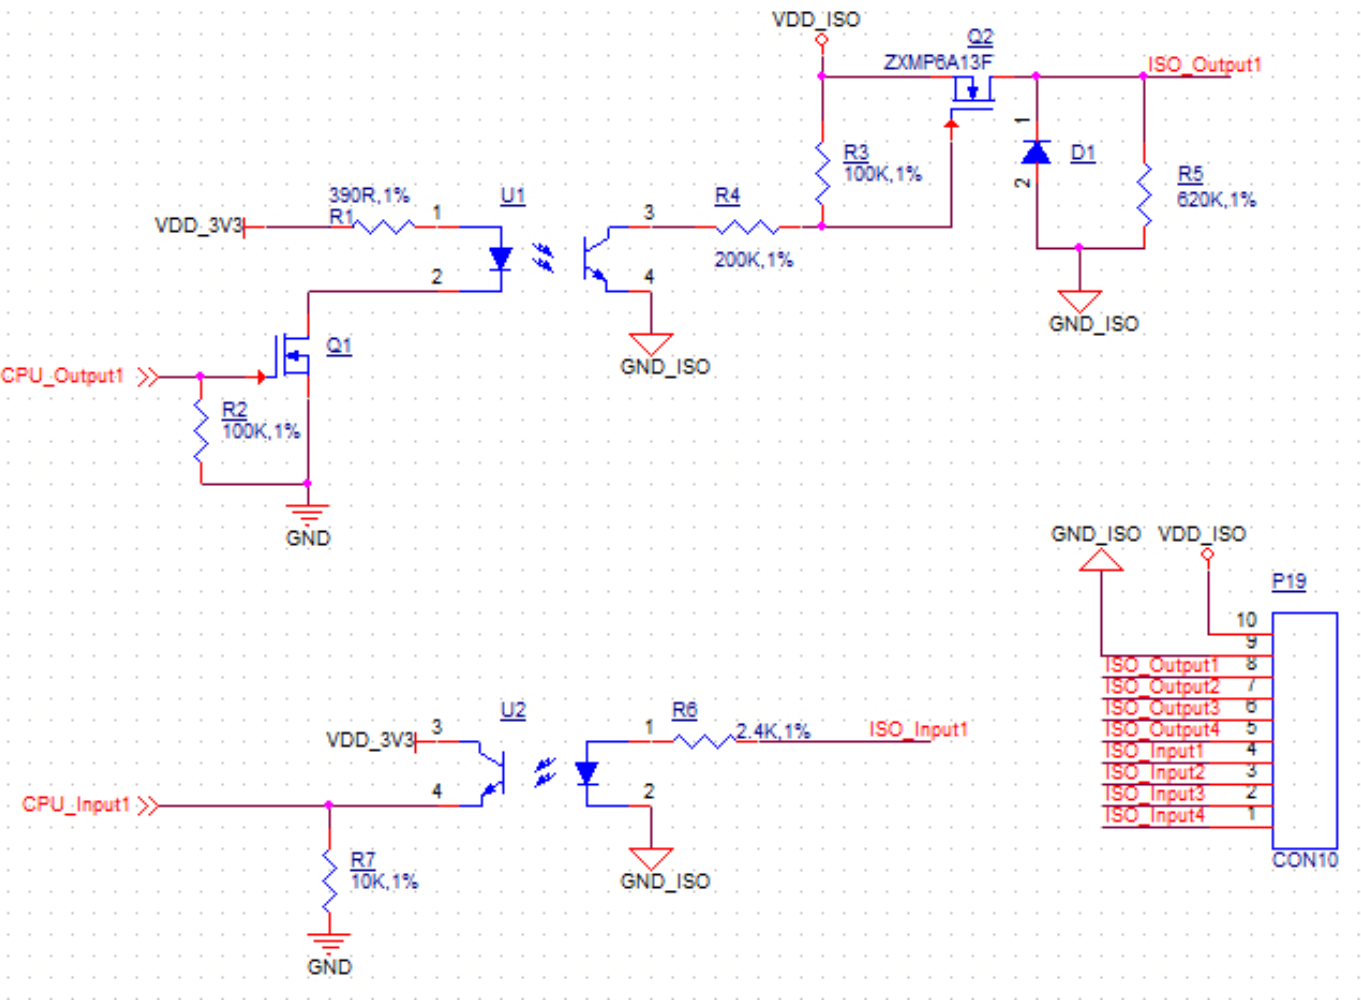 VDD_ISO
Q2
ZXMP6A13F
ISO_Output1
1
D1
2
R3
100K,1%
R5
620K,1%
390R,1%
R1
VDD_3V3
1
U1
3
R4
200K,1%
2
4
GND_ISO
GND_ISO
Q1
CPU_Output1
R2
100K,1%
GND
GND_ISO
VDD_ISO
P19
10
9
ISO_Output1 8
ISO_Output2 7
ISO_Output3 6
ISO_Output4 5
ISO_Input1 4
ISO_Input2 3
ISO_Input3 2
ISO_Input4 1
CON10
VDD_3V3
3
U2
1
R6
2.4K,1%
ISO_Input1
CPU_Input1
4
2
GND_ISO
R7
10K,1%
GND